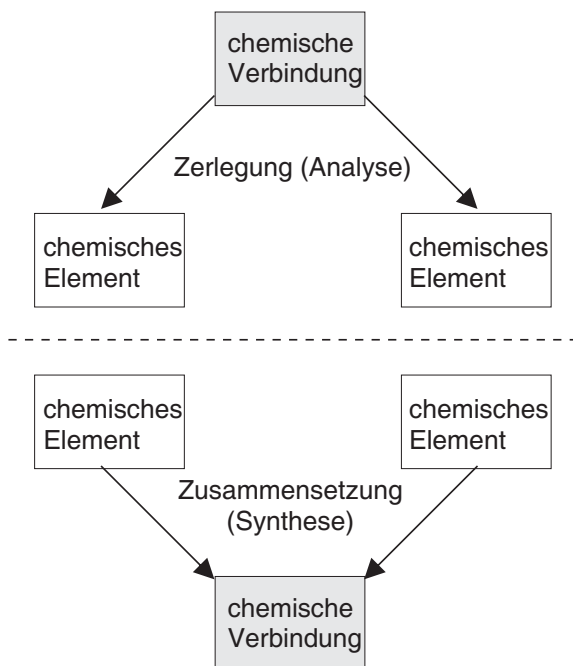 chemische
Verbindung
Zerlegung (Analyse)
chemisches
Element
chemisches
Element
chemisches
Element
chemisches
Element
Zusammensetzung
(Synthese)
chemische
Verbindung